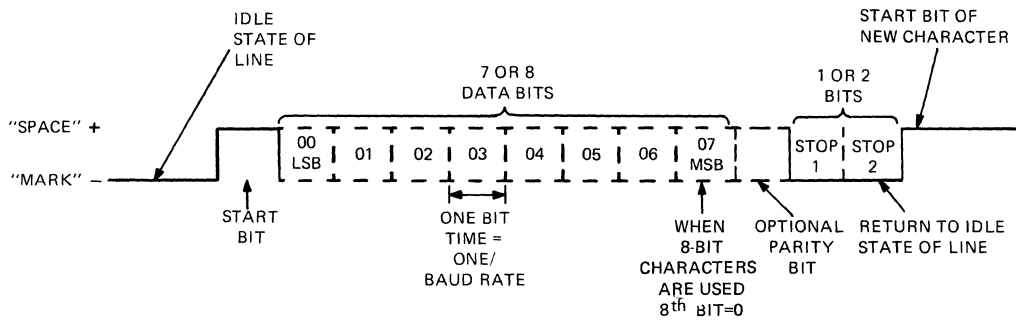 IDLE
STATE OF
LINE
START BIT OF
NEW CHARACTER
7 OR 8
DATA BITS
1 OR 2
BITS
"SPACE" +
"MARK" –
00
LSB
01
02
03
04
05
06
07
MSB
STOP
1
STOP
2
START
BIT
ONE BIT
TIME =
ONE/
BAUD RATE
WHEN
8-BIT
CHARACTERS
ARE USED
8th BIT=0
OPTIONAL
PARITY
BIT
RETURN TO IDLE
STATE OF LINE